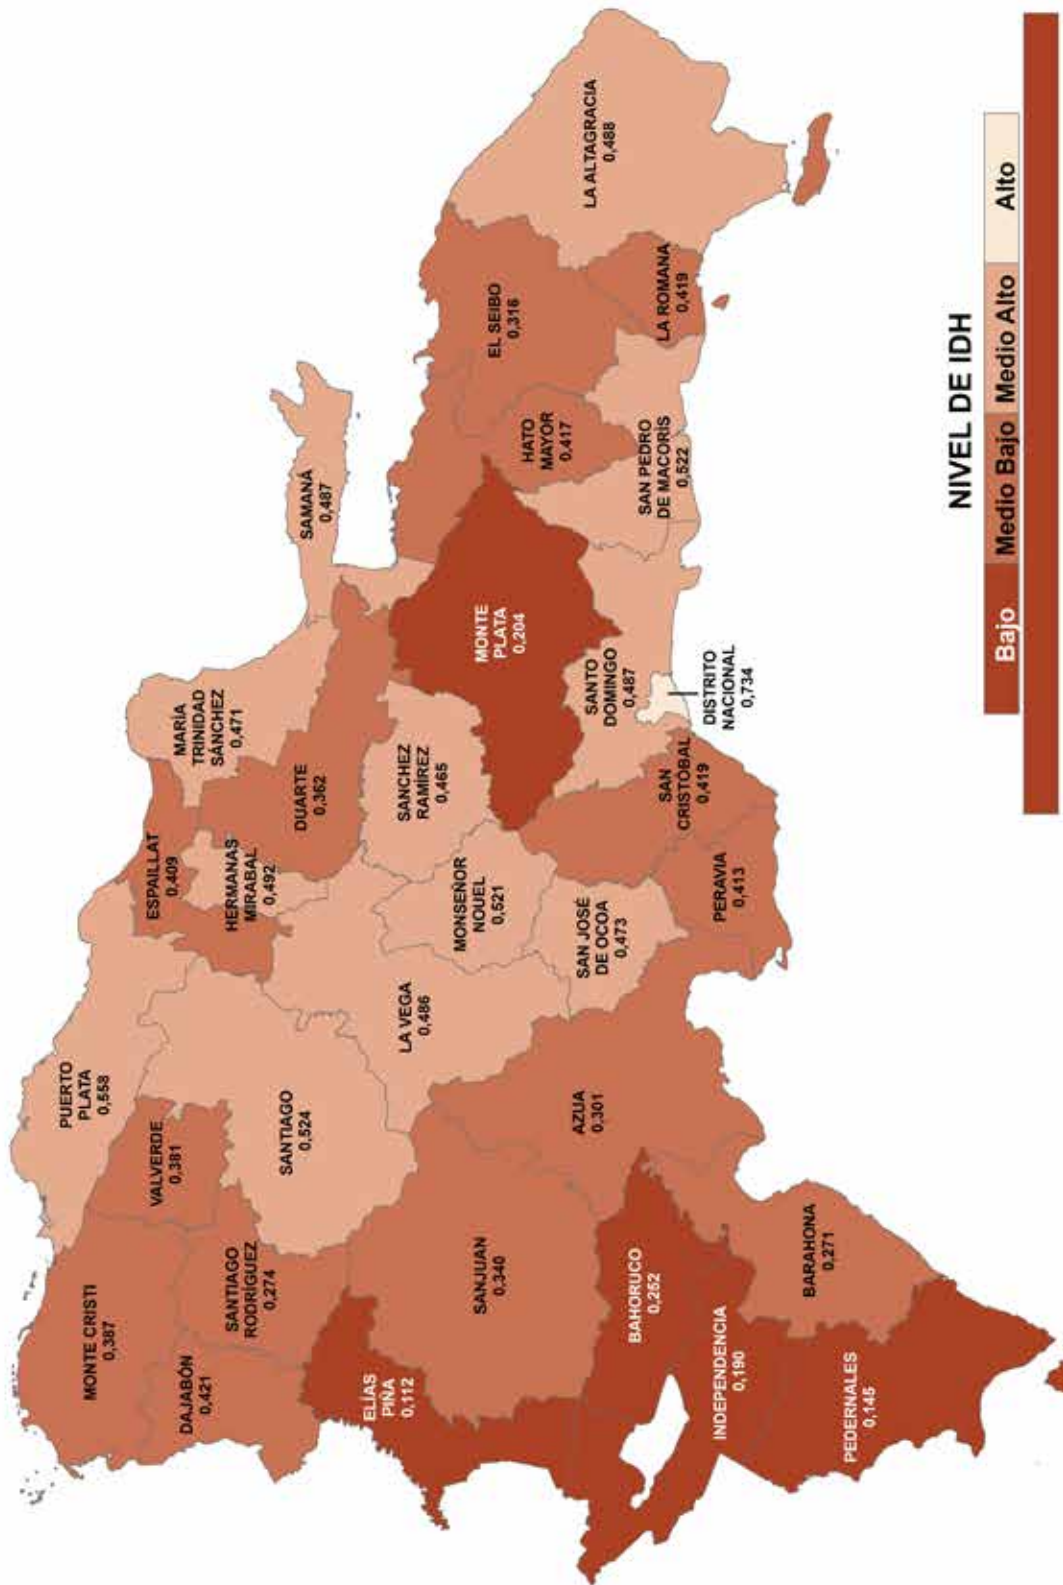 PUERTO
PLATA
0,558
MONTE CRISTI
0,387
VALVERDE
0,381
DAJABÓN
0,421
SANTIAGO
RODRÍGUEZ
0,274
SANTIAGO
0,524
ESPAILLAT
0,409
HERMANAS
MIRABAL
0,492
MARÍA
TRINIDAD
SÁNCHEZ
0,471
DUARTE
0,362
SAMANÁ
0,487
ELÍAS
PIÑA
0,112
SANJUAN
0,340
LA VEGA
0,486
MONSEÑOR
NOUEL
0,521
SANCHEZ
RAMÍREZ
0,465
MONTE
PLATA
0,204
HATO
MAYOR
0,417
EL SEIBO
0,316
LA ALTAGRACIA
0,488
BAHORUCO
0,252
AZUA
0,301
SAN JOSÉ
DE OCOA
0,473
SANTO
DOMINGO
0,487
SAN PEDRO
DE MACORÍS
0,522
LA ROMANA
0,419
INDEPENDENCIA
0,190
PERAVIA
0,413
SAN
CRISTÓBAL
0,419
DISTRITO
NACIONAL
0,734
PEDERNALES
0,145
BARAHONA
0,271
NIVEL DE IDH
Bajo
Medio Bajo
Medio Alto
Alto